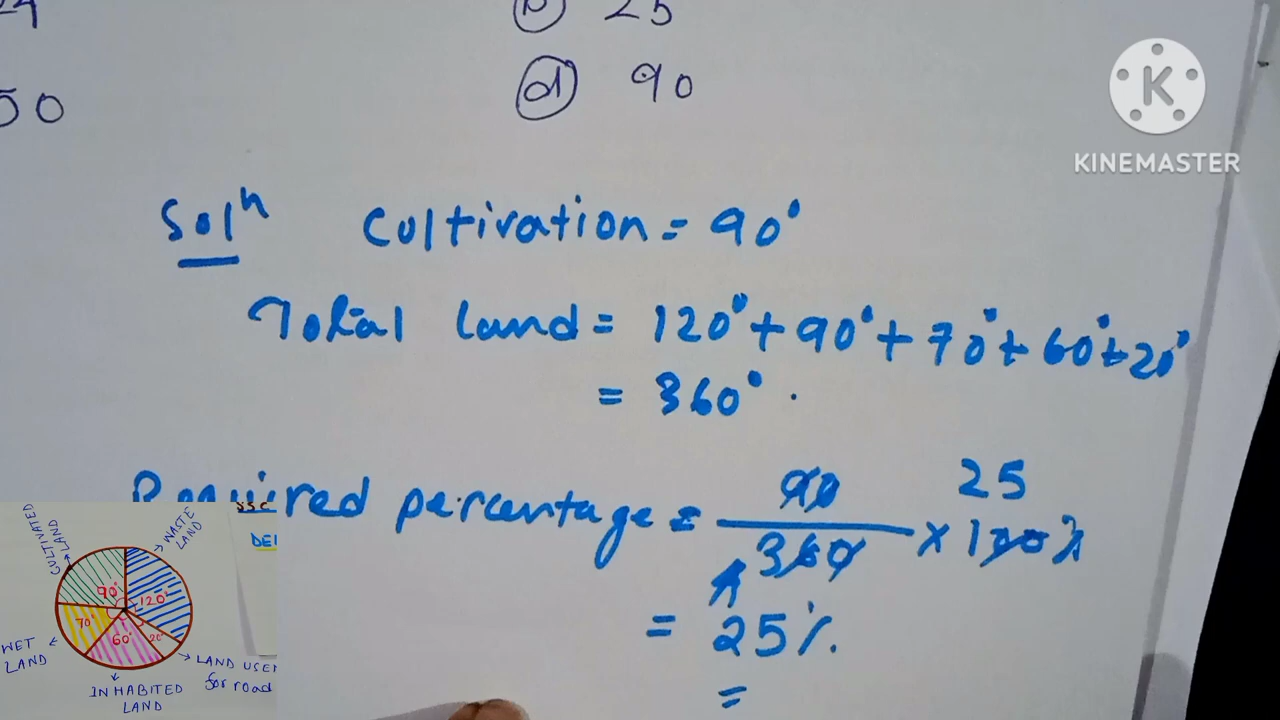 24
b 25
50
d 90
K
KINEMASTER
Solⁿ Cultivation = 90°
Total land = 120° + 90° + 70° + 60° + 20°
= 360°.
Required percentage = 90/360 × 100% 25
= 25%.
=
CULTIVATED
LAND
WASTE
LAND
90°
120°
70°
60°
20°
WET
LAND
LAND USED
for road
INHABITED
LAND